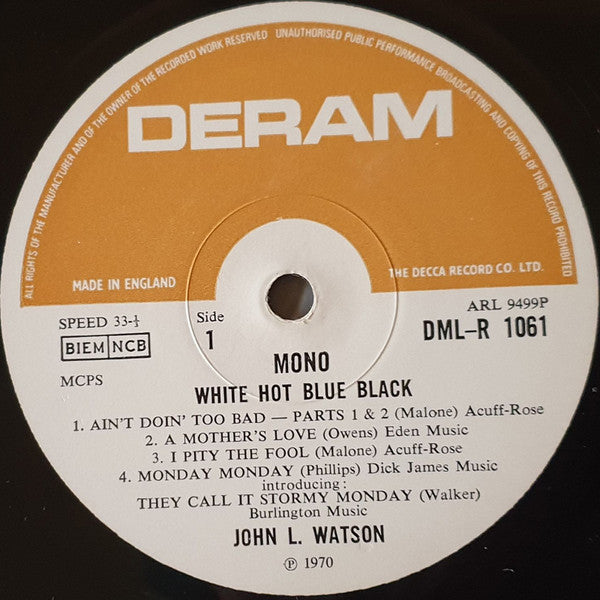 ALL RIGHTS OF THE MANUFACTURER AND OF THE OWNER OF THE RECORDED WORK RESERVED UNAUTHORISED PUBLIC PERFORMANCE BROADCASTING AND COPYING OF THIS RECORD PROHIBITED
DERAM
MADE IN ENGLAND
THE DECCA RECORD CO. LTD.
SPEED 33-⅓
Side
1
ARL 9499P
BIEM NCB
DML-R 1061
MCPS
MONO
WHITE HOT BLUE BLACK
1. AIN'T DOIN' TOO BAD — PARTS 1 & 2 (Malone) Acuff-Rose
2. A MOTHER'S LOVE (Owens) Eden Music
3. I PITY THE FOOL (Malone) Acuff-Rose
4. MONDAY MONDAY (Phillips) Dick James Music
introducing:
THEY CALL IT STORMY MONDAY (Walker)
Burlington Music
JOHN L. WATSON
℗ 1970